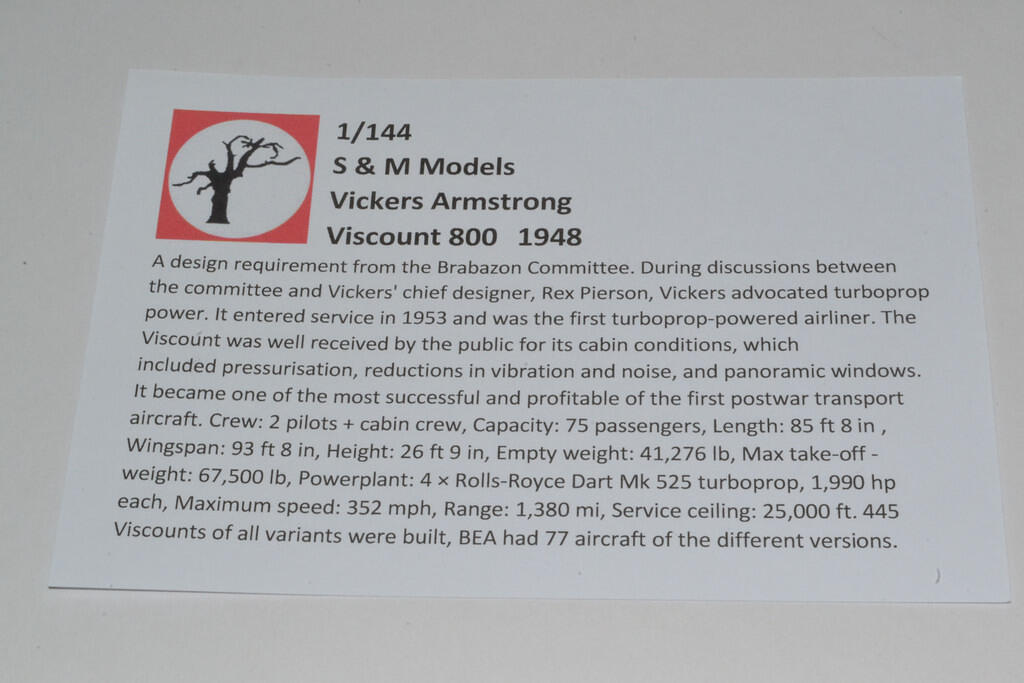 1/144
S & M Models
Vickers Armstrong
Viscount 800 1948
A design requirement from the Brabazon Committee. During discussions between
the committee and Vickers' chief designer, Rex Pierson, Vickers advocated turboprop
power. It entered service in 1953 and was the first turboprop-powered airliner. The
Viscount was well received by the public for its cabin conditions, which
included pressurisation, reductions in vibration and noise, and panoramic windows.
It became one of the most successful and profitable of the first postwar transport
aircraft. Crew: 2 pilots + cabin crew, Capacity: 75 passengers, Length: 85 ft 8 in ,
Wingspan: 93 ft 8 in, Height: 26 ft 9 in, Empty weight: 41,276 lb, Max take-off -
weight: 67,500 lb, Powerplant: 4 × Rolls-Royce Dart Mk 525 turboprop, 1,990 hp
each, Maximum speed: 352 mph, Range: 1,380 mi, Service ceiling: 25,000 ft. 445
Viscounts of all variants were built, BEA had 77 aircraft of the different versions.